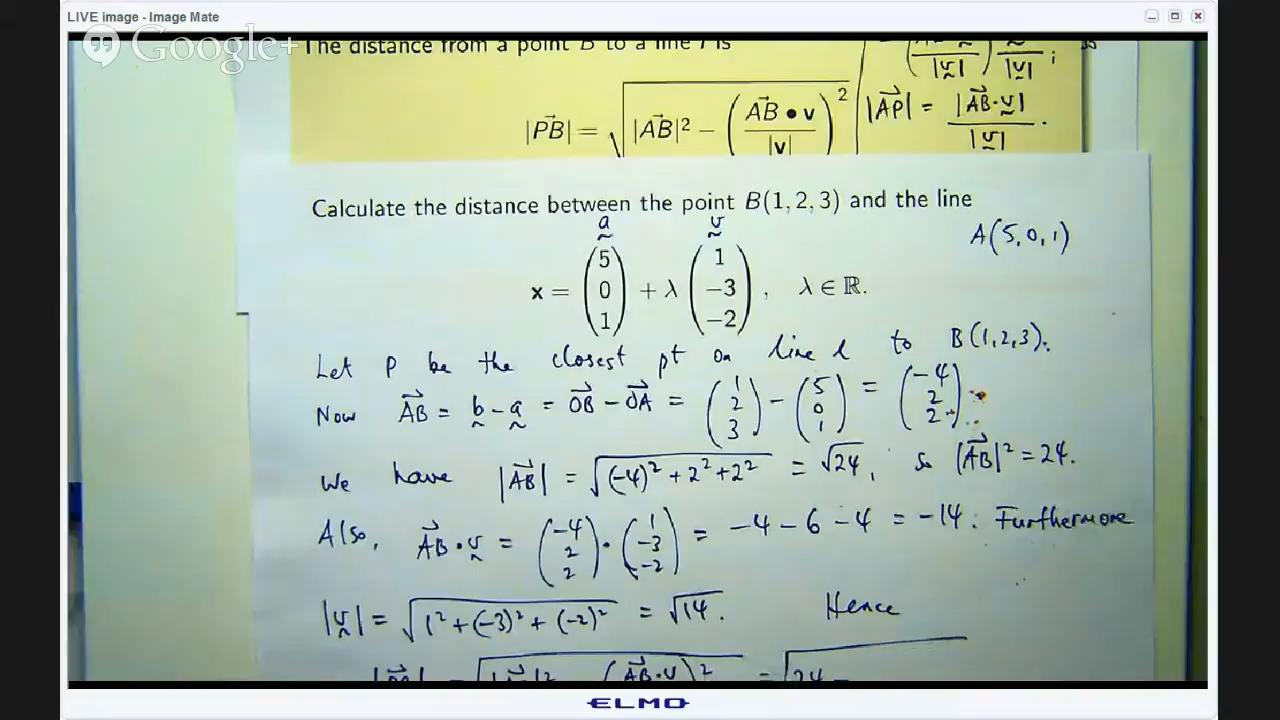 LIVE image - Image Mate
Google+
The distance from a point B to a line l is
|v| |v| ;
|PB⃗| = √(|AB⃗|² − (AB⃗ • v / |v|)²)
|AP⃗| = |AB⃗·v| / |v| .
Calculate the distance between the point B(1, 2, 3) and the line
a v A(5,0,1)
x = (5 0 1) + λ (1 −3 −2) , λ ∈ ℝ.
Let P be the closest pt on line l to B(1,2,3).
Now AB⃗ = b - a = OB⃗ - OA⃗ = (1 2 3) - (5 0 1) = (-4 2 2).
We have |AB⃗| = √((-4)² + 2² + 2²) = √24, so |AB⃗|² = 24.
Also, AB⃗·v = (-4 2 2)·(1 -3 -2) = -4 - 6 - 4 = -14. Furthermore
|v| = √(1² + (-3)² + (-2)²) = √14. Hence
(AB⃗·v)² = √24 -
ELMO